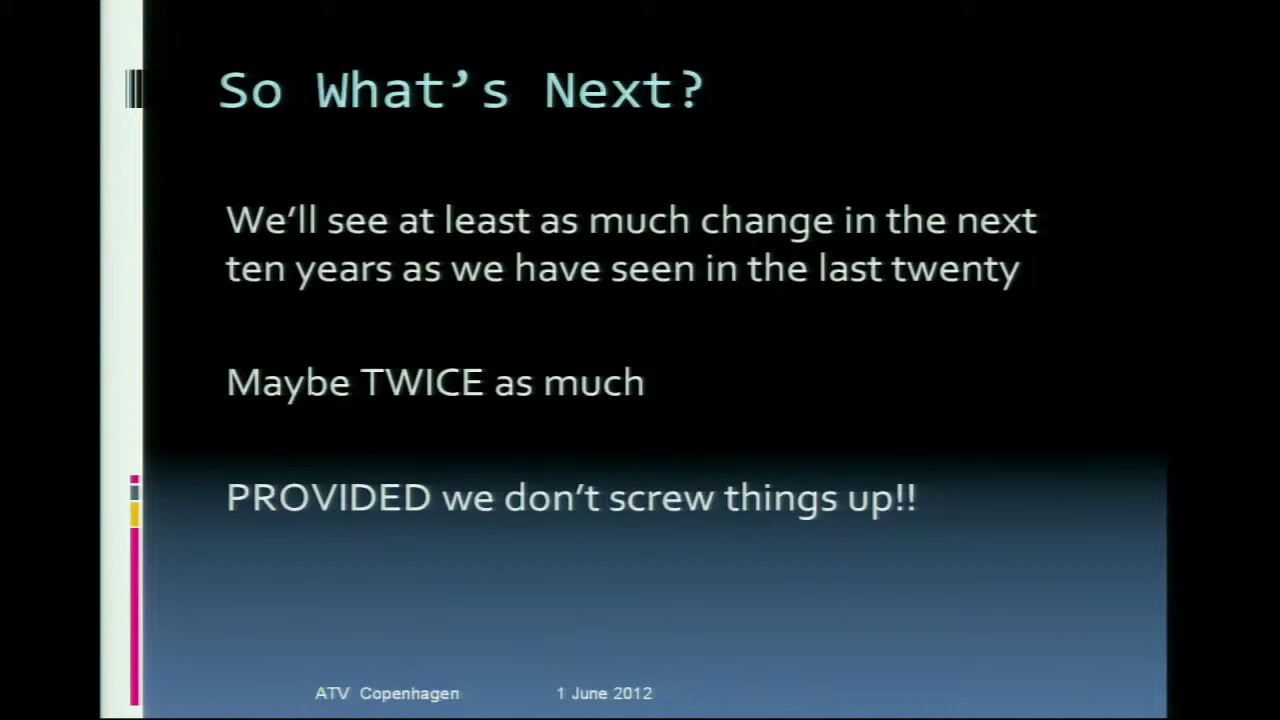 So What's Next?
We'll see at least as much change in the next
ten years as we have seen in the last twenty
Maybe TWICE as much
PROVIDED we don't screw things up!!
ATV Copenhagen 1 June 2012